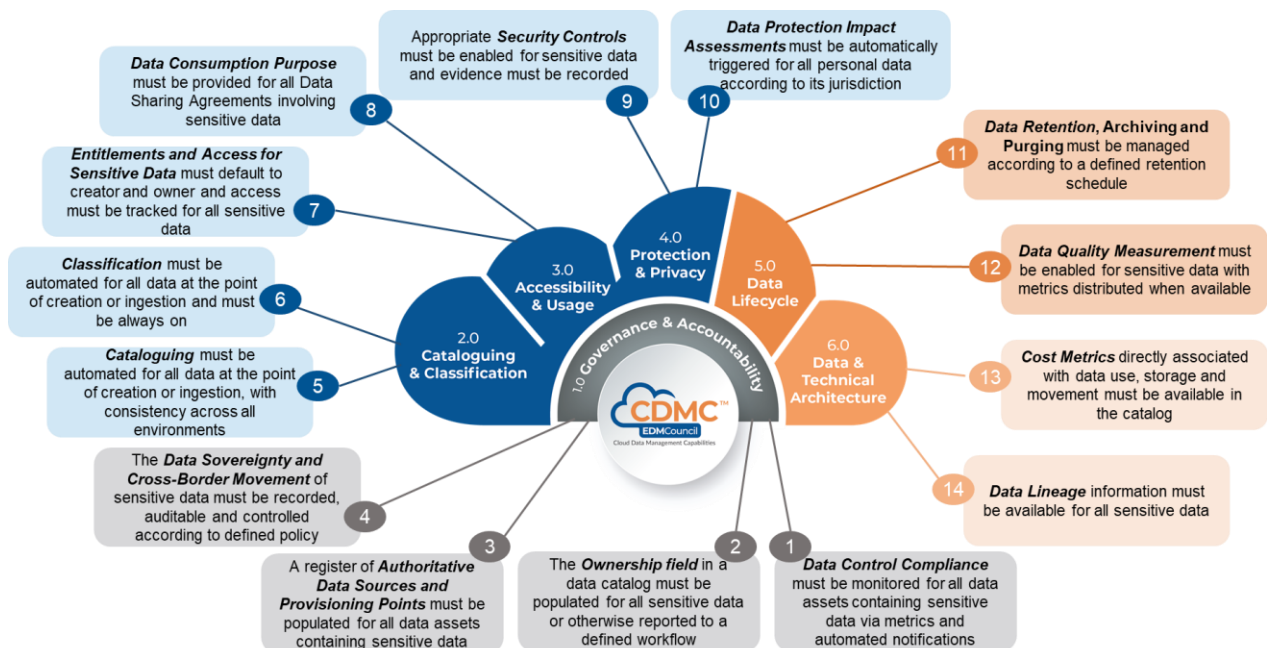 Data Consumption Purpose
must be provided for all Data
Sharing Agreements involving
sensitive data
8
Appropriate Security Controls
must be enabled for sensitive data
and evidence must be recorded
9
Data Protection Impact
Assessments must be automatically
triggered for all personal data
according to its jurisdiction
10
Entitlements and Access for
Sensitive Data must default to
creator and owner and access
must be tracked for all sensitive
data
7
Data Retention, Archiving and
Purging must be managed
according to a defined retention
schedule
11
Classification must be
automated for all data at the point
of creation or ingestion and must
be always on
6
Data Quality Measurement must
be enabled for sensitive data with
metrics distributed when available
12
Cataloguing must be
automated for all data at the point
of creation or ingestion, with
consistency across all
environments
5
Cost Metrics directly associated
with data use, storage and
movement must be available in
the catalog
13
2.0
Cataloguing
& Classification
3.0
Accessibility
& Usage
4.0
Protection
& Privacy
5.0
Data
Lifecycle
6.0
Data &
Technical
Architecture
1.0 Governance & Accountability
CDMC™
EDMCouncil
Cloud Data Management Capabilities
The Data Sovereignty and
Cross-Border Movement of
sensitive data must be recorded,
auditable and controlled
according to defined policy
4
Data Lineage information must
be available for all sensitive data
14
A register of Authoritative
Data Sources and
Provisioning Points must be
populated for all data assets
containing sensitive data
3
The Ownership field in a
data catalog must be
populated for all sensitive data
or otherwise reported to a
defined workflow
2
Data Control Compliance
must be monitored for all data
assets containing sensitive
data via metrics and
automated notifications
1